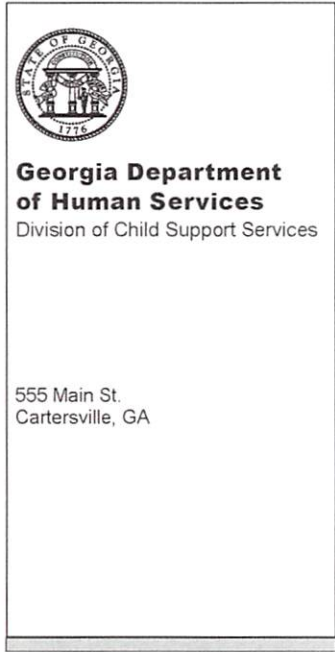 STATE OF GEORGIA
CONSTITUTION
1776
Georgia Department
of Human Services
Division of Child Support Services
555 Main St.
Cartersville, GA